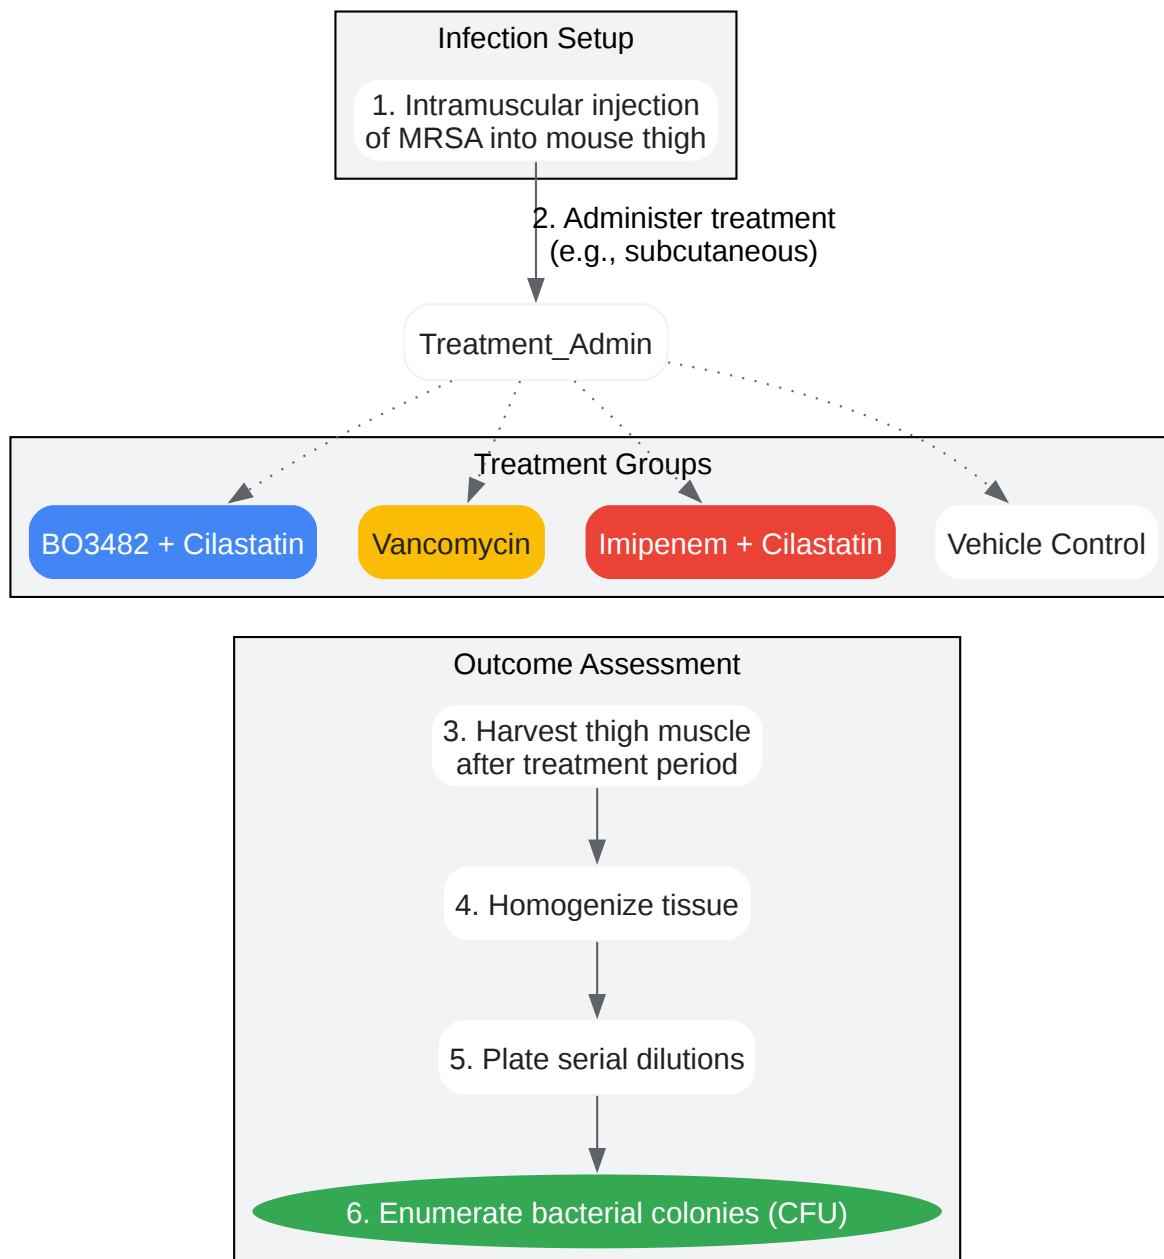 Infection Setup
1. Intramuscular injection
of MRSA into mouse thigh
2. Administer treatment
(e.g., subcutaneous)
Treatment_Admin
Treatment Groups
BO3482 + Cilastatin
Vancomycin
Imipenem + Cilastatin
Vehicle Control
Outcome Assessment
3. Harvest thigh muscle
after treatment period
4. Homogenize tissue
5. Plate serial dilutions
6. Enumerate bacterial colonies (CFU)